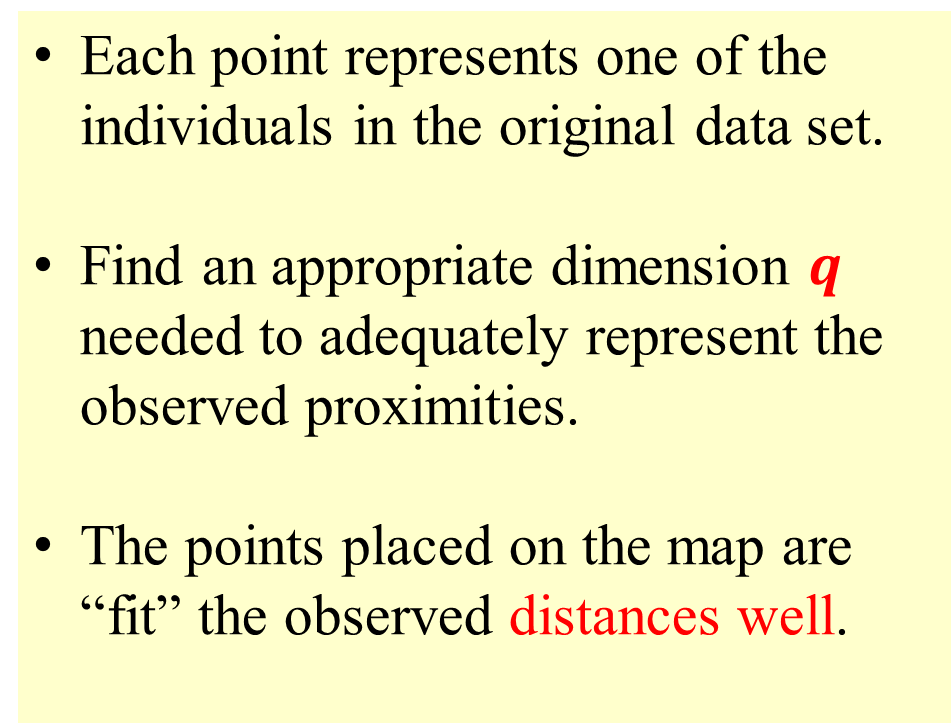 • Each point represents one of the
individuals in the original data set.
• Find an appropriate dimension q
needed to adequately represent the
observed proximities.
• The points placed on the map are
“fit” the observed distances well.